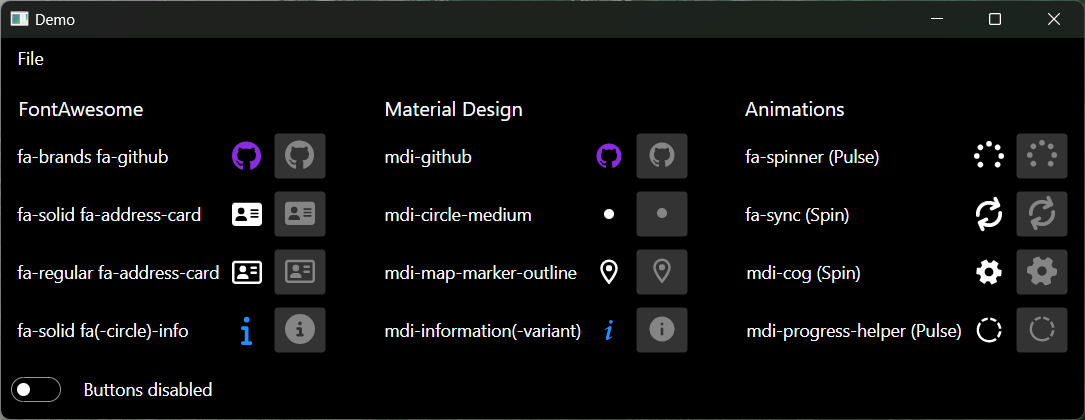 Demo
File
FontAwesome
fa-brands fa-github
fa-solid fa-address-card
fa-regular fa-address-card
fa-solid fa(-circle)-info
Material Design
mdi-github
mdi-circle-medium
mdi-map-marker-outline
mdi-information(-variant)
Animations
fa-spinner (Pulse)
fa-sync (Spin)
mdi-cog (Spin)
mdi-progress-helper (Pulse)
Buttons disabled